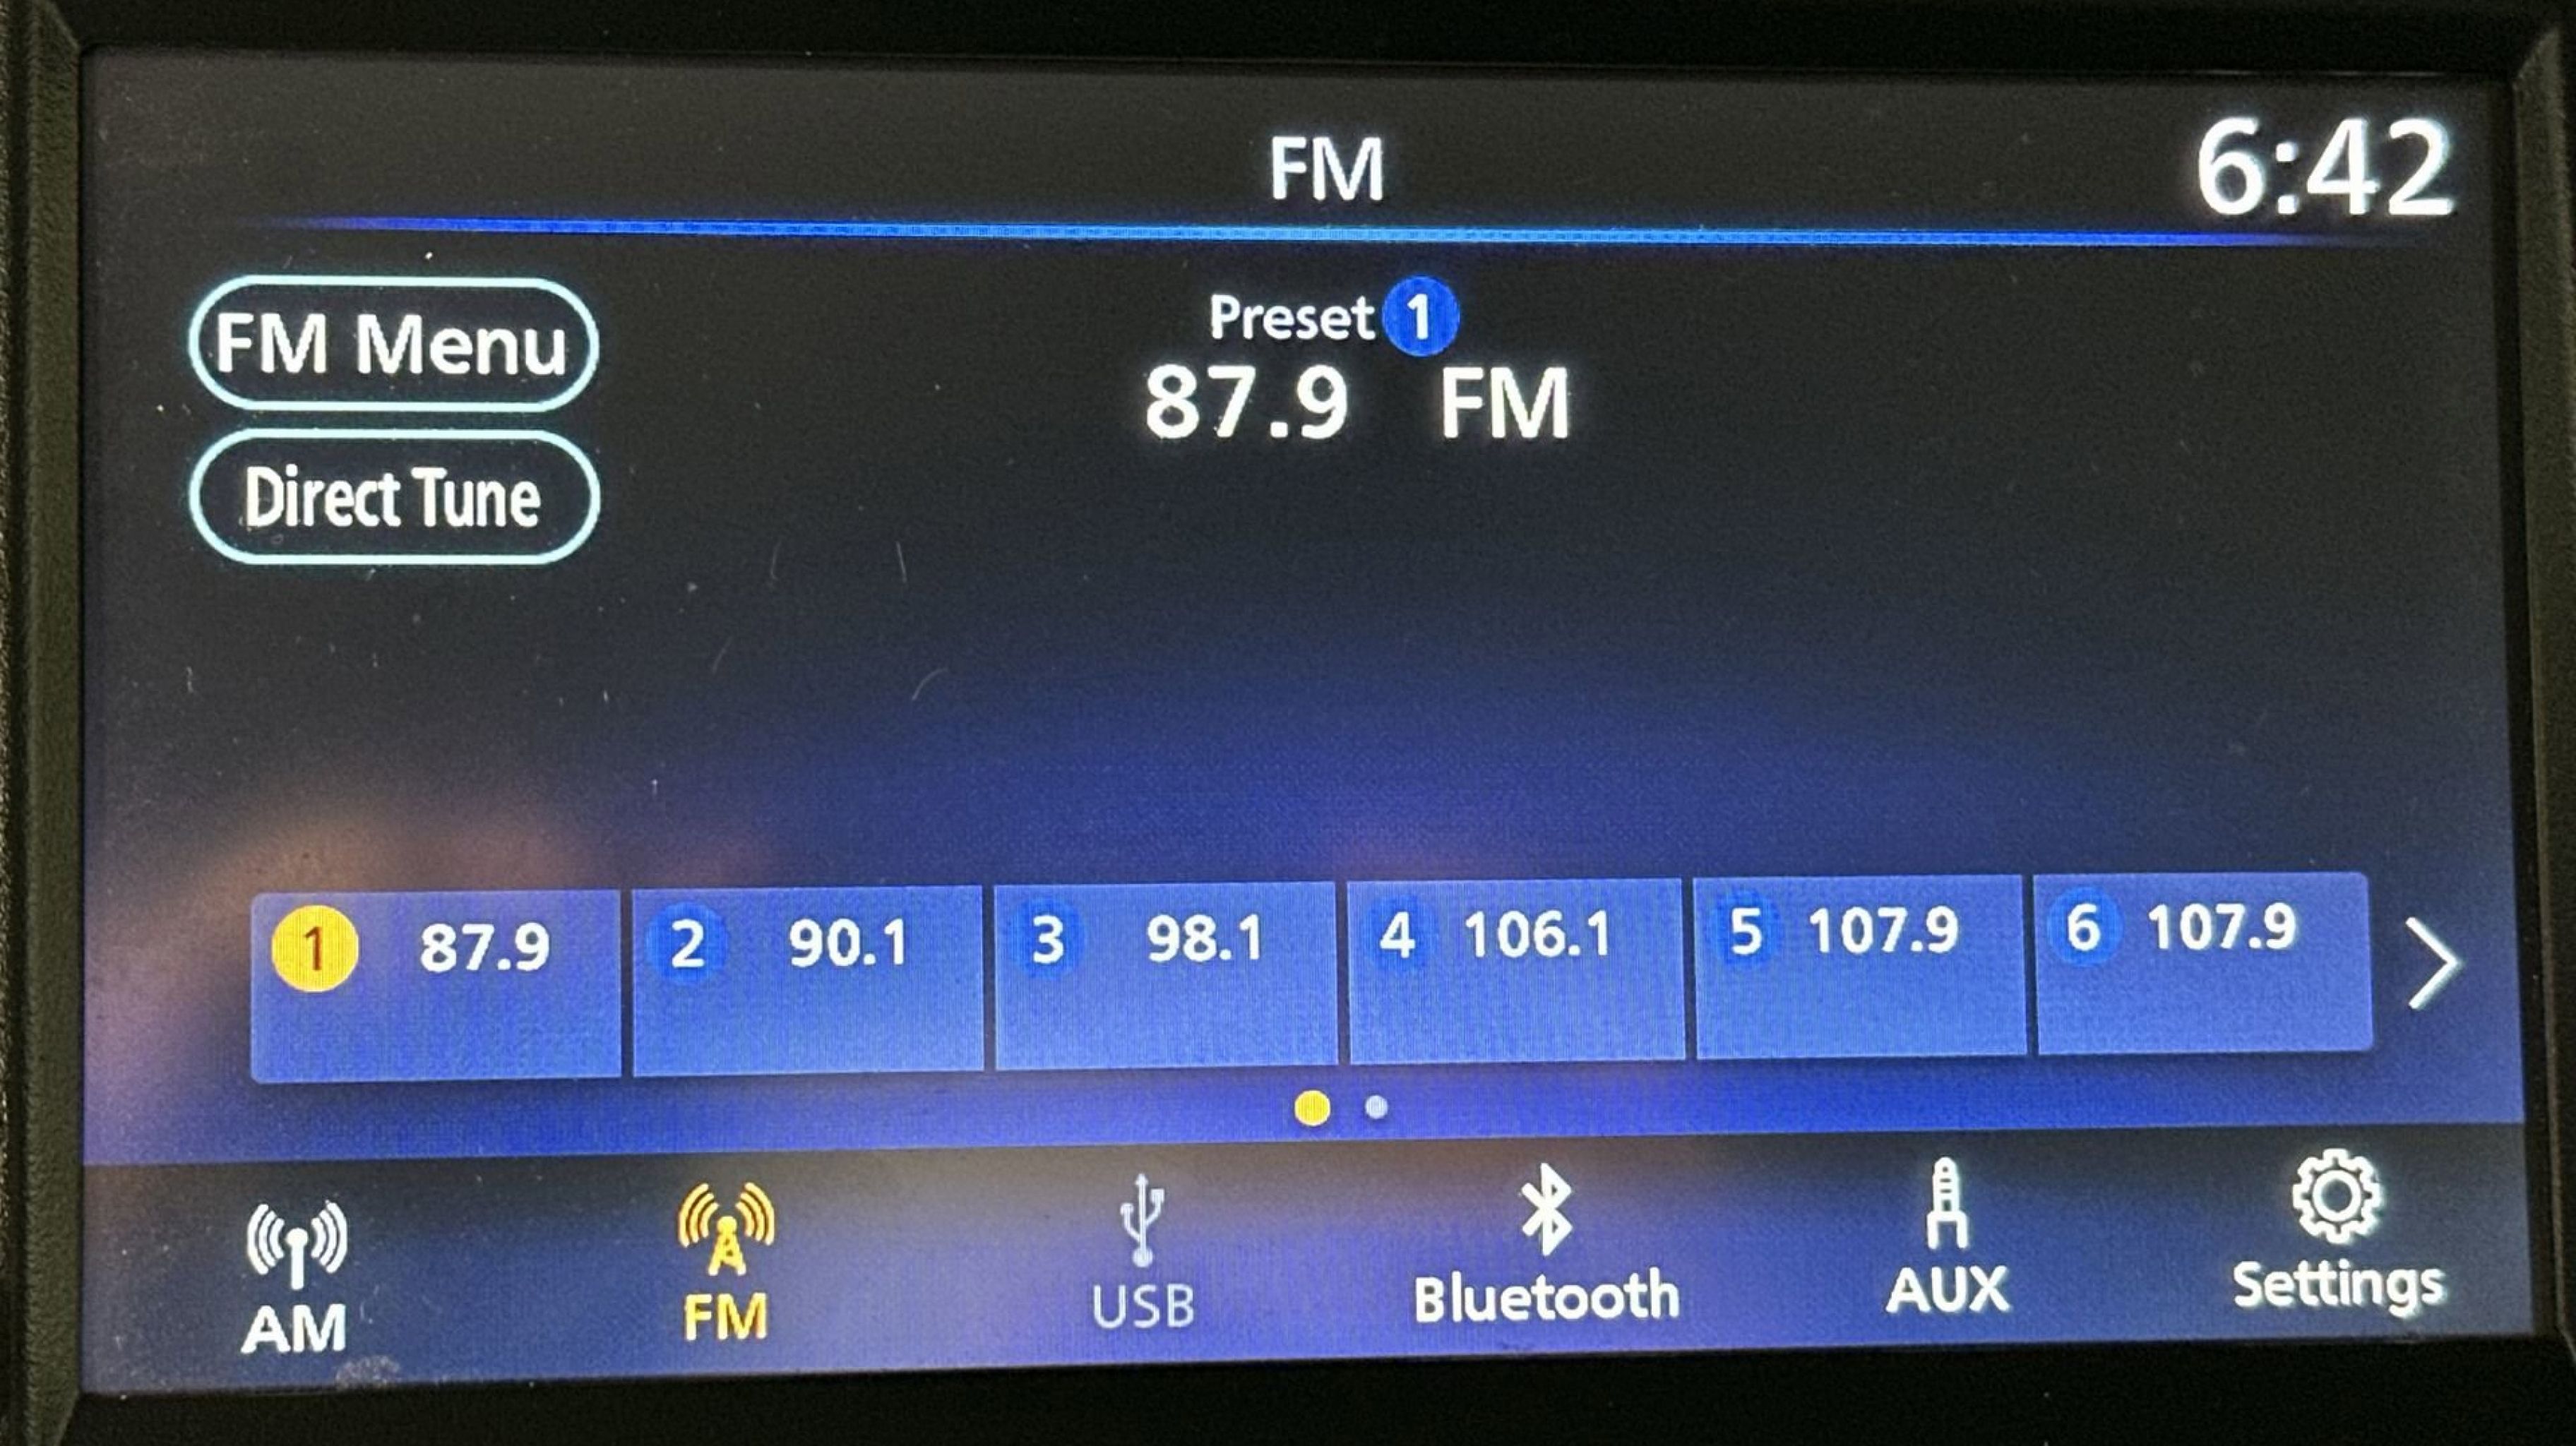 FM
6:42
FM Menu
Preset 1
87.9 FM
Direct Tune
1 87.9
2 90.1
3 98.1
4 106.1
5 107.9
6 107.9
AM
FM
USB
Bluetooth
AUX
Settings